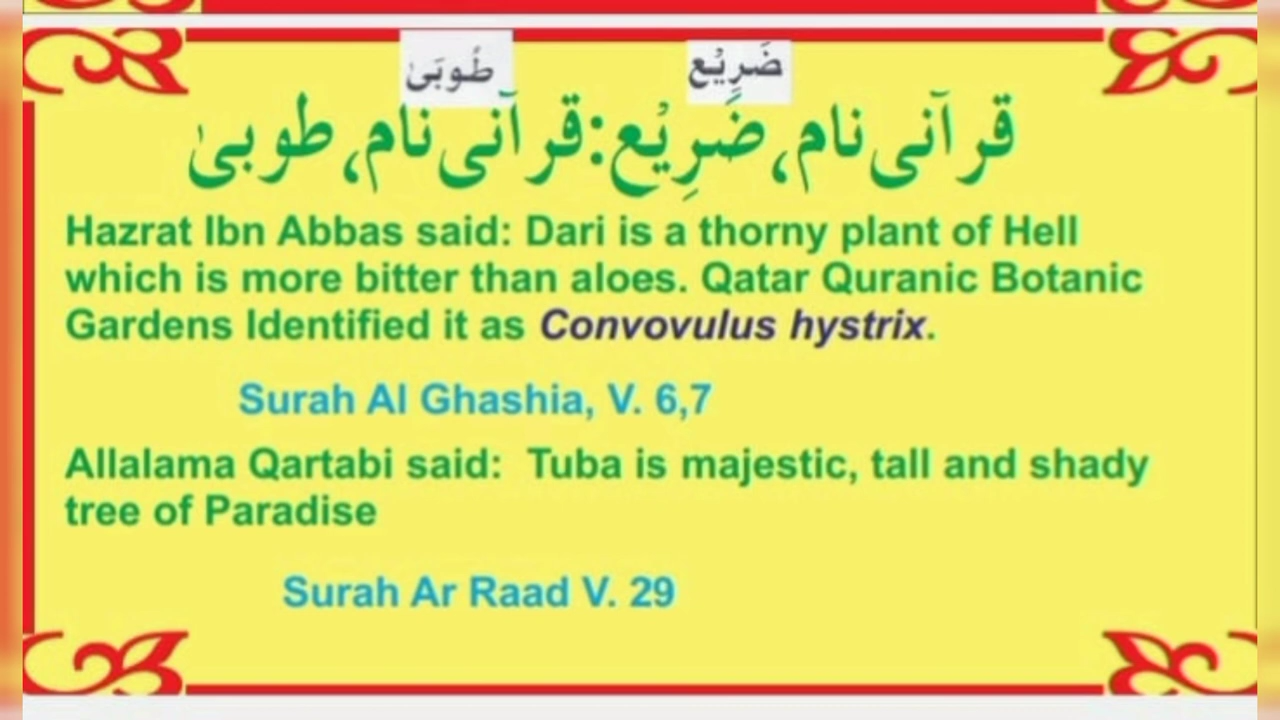 ضَرِيْع
طُوبَىٰ
قرآنی نام، ضَرِيْع: قرآنی نام، طوبیٰ
Hazrat Ibn Abbas said: Dari is a thorny plant of Hell
which is more bitter than aloes. Qatar Quranic Botanic
Gardens Identified it as Convovulus hystrix.
Surah Al Ghashia, V. 6,7
Allalama Qartabi said: Tuba is majestic, tall and shady
tree of Paradise
Surah Ar Raad V. 29